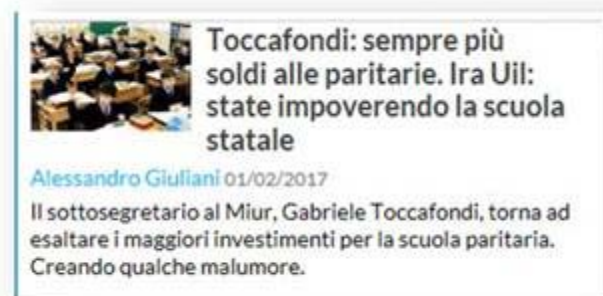 Toccafondi: sempre più
soldi alle paritarie. Ira Uil:
state impoverendo la scuola
statale
Alessandro Giuliani 01/02/2017
Il sottosegretario al Miur, Gabriele Toccafondi, torna ad
esaltare i maggiori investimenti per la scuola paritaria.
Creando qualche malumore.